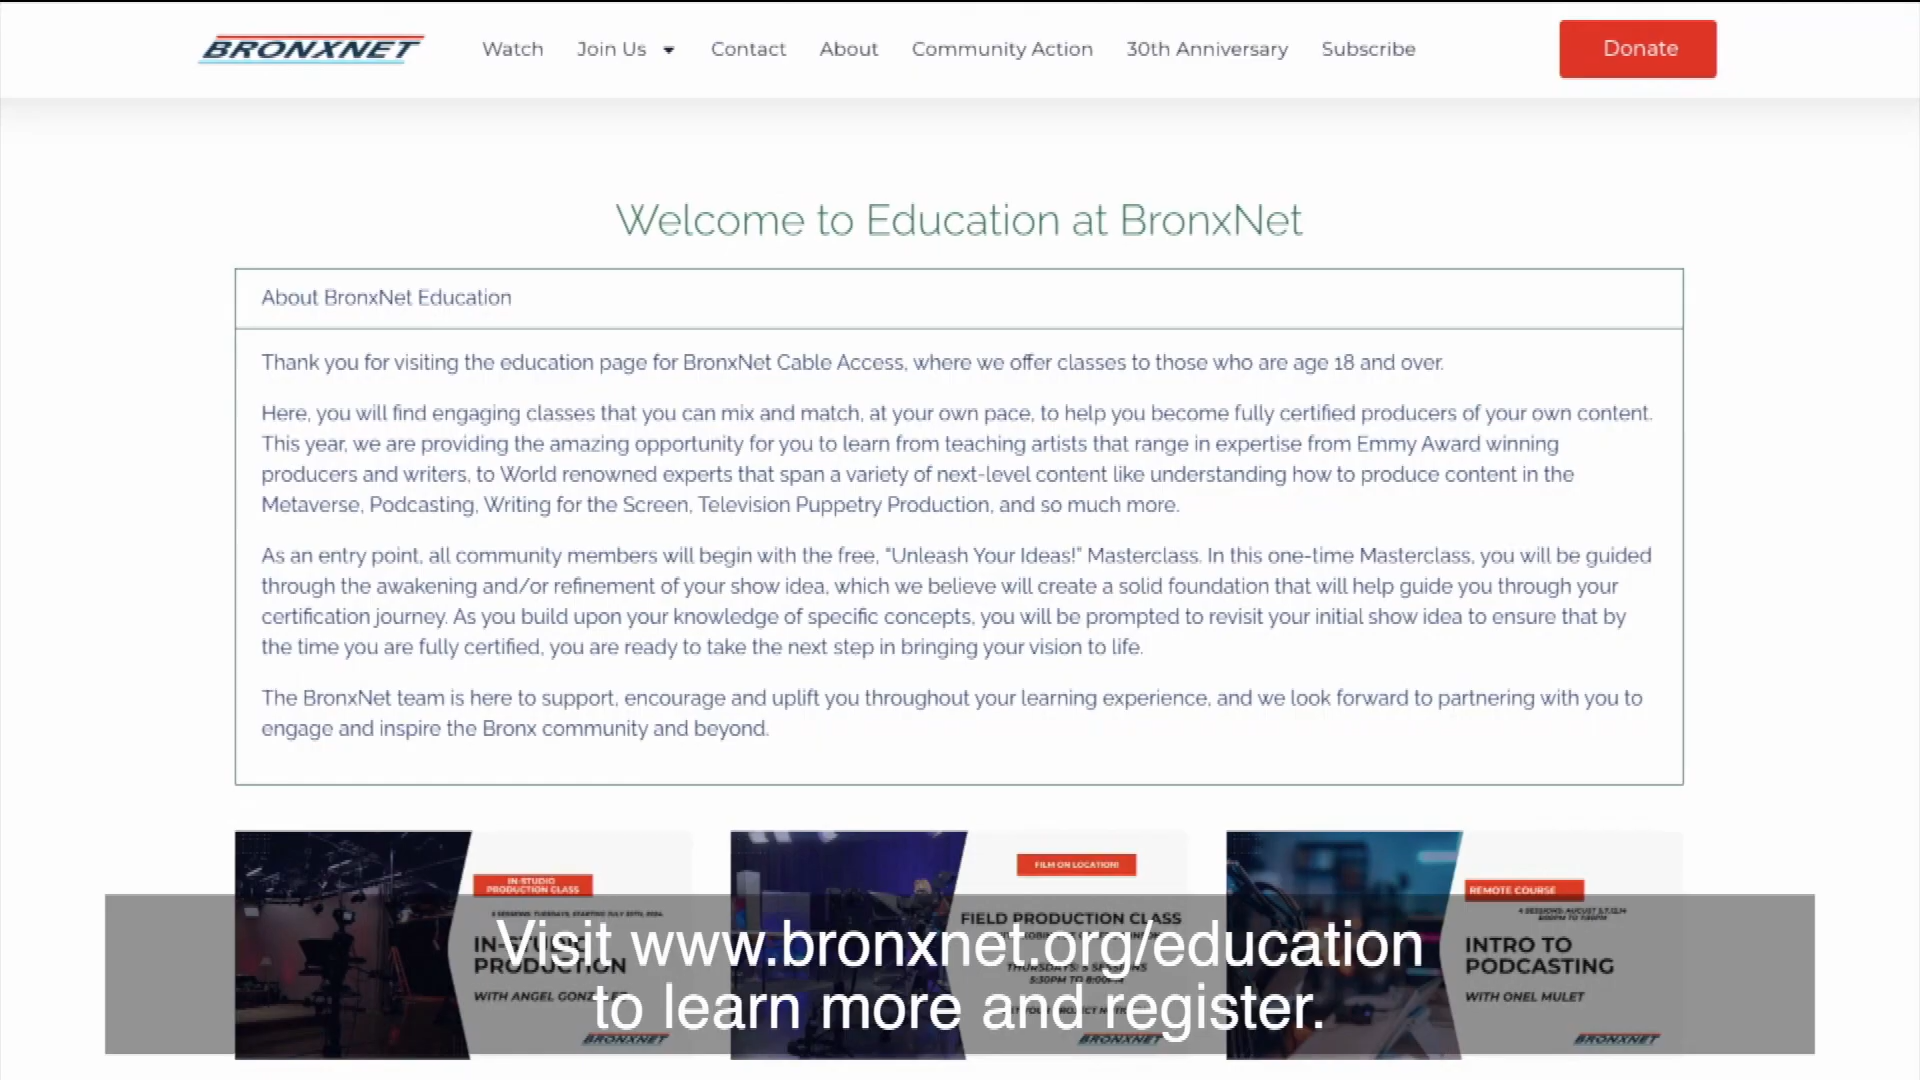 BRONXNET
Watch
Join Us
Contact
About
Community Action
30th Anniversary
Subscribe
Donate
Welcome to Education at BronxNet
About BronxNet Education
Thank you for visiting the education page for BronxNet Cable Access, where we offer classes to those who are age 18 and over.
Here, you will find engaging classes that you can mix and match, at your own pace, to help you become fully certified producers of your own content.
This year, we are providing the amazing opportunity for you to learn from teaching artists that range in expertise from Emmy Award winning
producers and writers, to World renowned experts that span a variety of next-level content like understanding how to produce content in the
Metaverse, Podcasting, Writing for the Screen, Television Puppetry Production, and so much more.
As an entry point, all community members will begin with the free, “Unleash Your Ideas!” Masterclass. In this one-time Masterclass, you will be guided
through the awakening and/or refinement of your show idea, which we believe will create a solid foundation that will help guide you through your
certification journey. As you build upon your knowledge of specific concepts, you will be prompted to revisit your initial show idea to ensure that by
the time you are fully certified, you are ready to take the next step in bringing your vision to life.
The BronxNet team is here to support, encourage and uplift you throughout your learning experience, and we look forward to partnering with you to
engage and inspire the Bronx community and beyond.
IN-STUDIO
PRODUCTION CLASS
IN-STUDIO
PRODUCTION
WITH ANGEL
BRONXNET
FILM ON LOCATION!
FIELD PRODUCTION CLASS
THURSDAYS: 5 SESSIONS
5:30PM TO
BRONXNET
REMOTE COURSE
INTRO TO
PODCASTING
WITH ONEL MULET
BRONXNET
Visit www.bronxnet.org/education
to learn more and register.